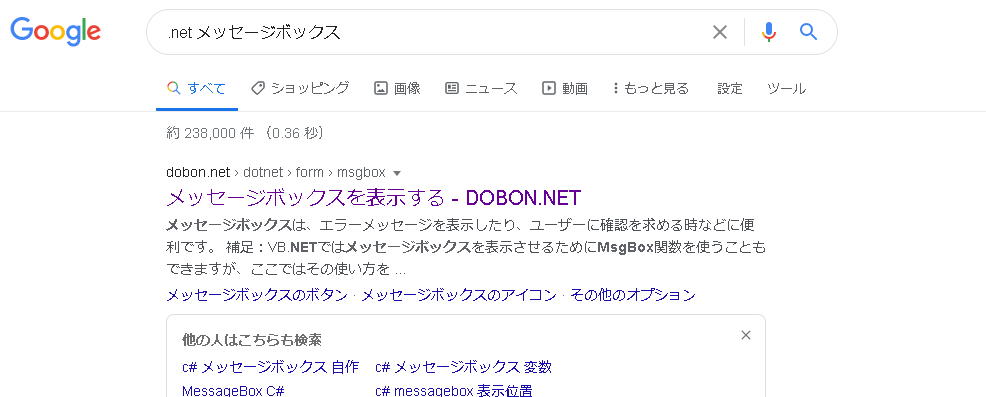 Google
.net メッセージボックス
すべて ショッピング 画像 ニュース 動画 もっと見る 設定 ツール
約 238,000 件 （0.36 秒）
dobon.net › dotnet › form › msgbox
メッセージボックスを表示する - DOBON.NET
メッセージボックスは、エラーメッセージを表示したり、ユーザーに確認を求める時などに便
利です。 補足：VB.NETではメッセージボックスを表示させるためにMsgBox関数を使うことも
できますが、ここではその使い方を ...
メッセージボックスのボタン · メッセージボックスのアイコン · その他のオプション
他の人はこちらも検索
c# メッセージボックス 自作 c# メッセージボックス 変数
MessageBox C# c# messagebox 表示位置